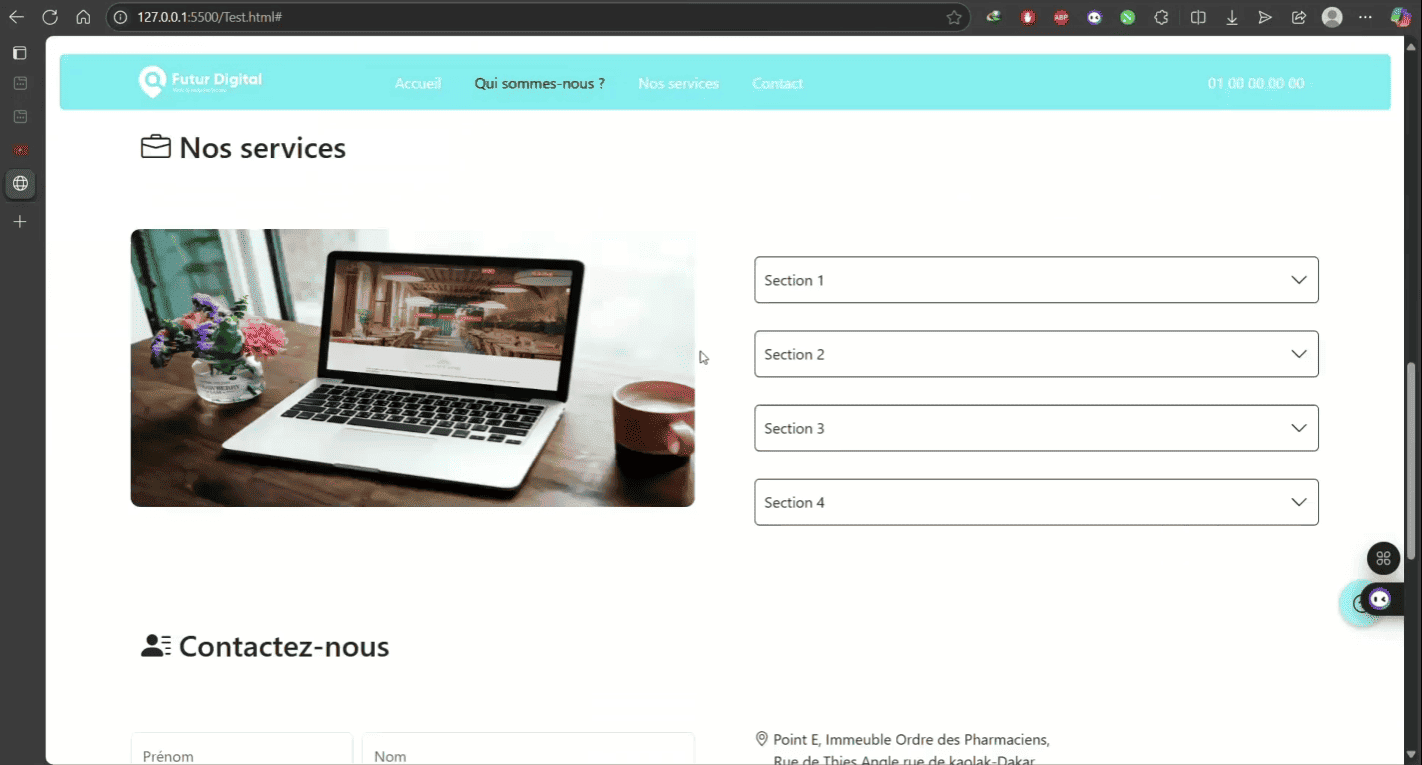 127.0.0.1:5500/Test.html#
ABP
Futur Digital
Accueil
Qui sommes-nous ?
Nos services
Contact
01 00 00 00 00
Nos services
Section 1
Section 2
Section 3
Section 4
Contactez-nous
Prénom
Nom
Point E, Immeuble Ordre des Pharmaciens,
Rue de Thies Angle rue de kaolak-Dakar